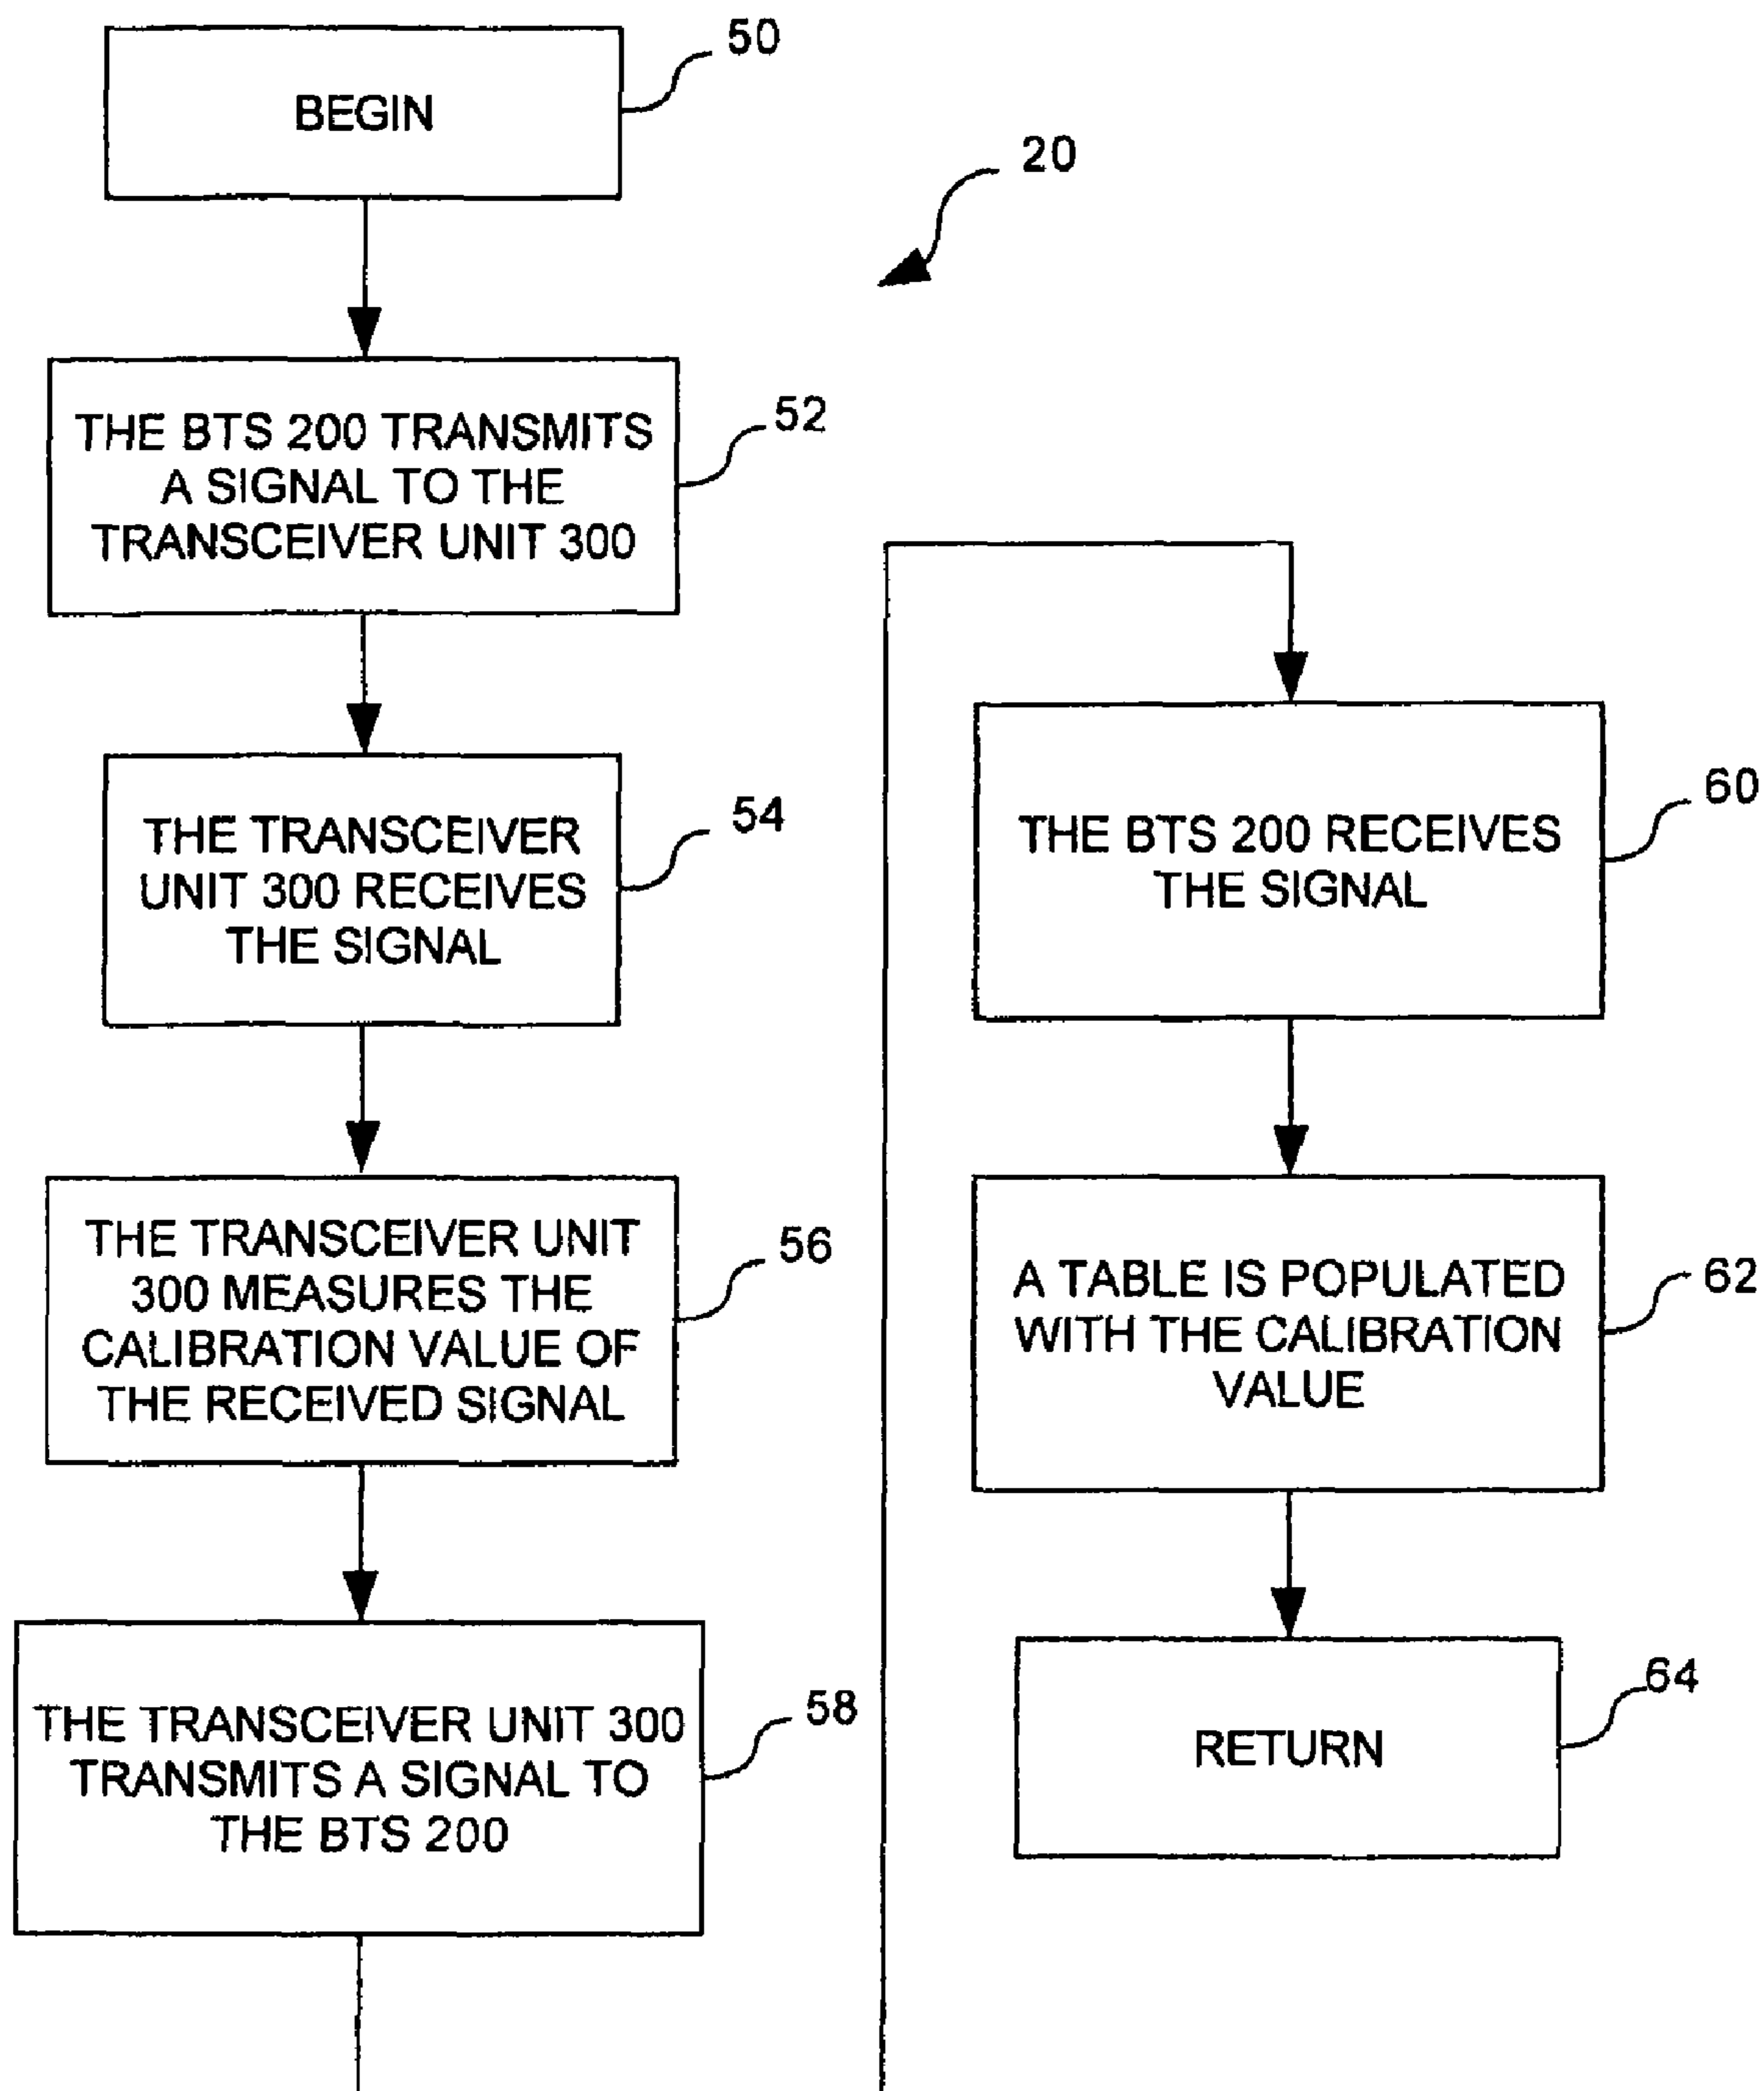 BEGIN
50
20
THE BTS 200 TRANSMITS
A SIGNAL TO THE
TRANSCEIVER UNIT 300
52
THE TRANSCEIVER
UNIT 300 RECEIVES
THE SIGNAL
54
THE TRANSCEIVER UNIT
300 MEASURES THE
CALIBRATION VALUE OF
THE RECEIVED SIGNAL
56
THE TRANSCEIVER UNIT 300
TRANSMITS A SIGNAL TO
THE BTS 200
58
THE BTS 200 RECEIVES
THE SIGNAL
60
A TABLE IS POPULATED
WITH THE CALIBRATION
VALUE
62
RETURN
64